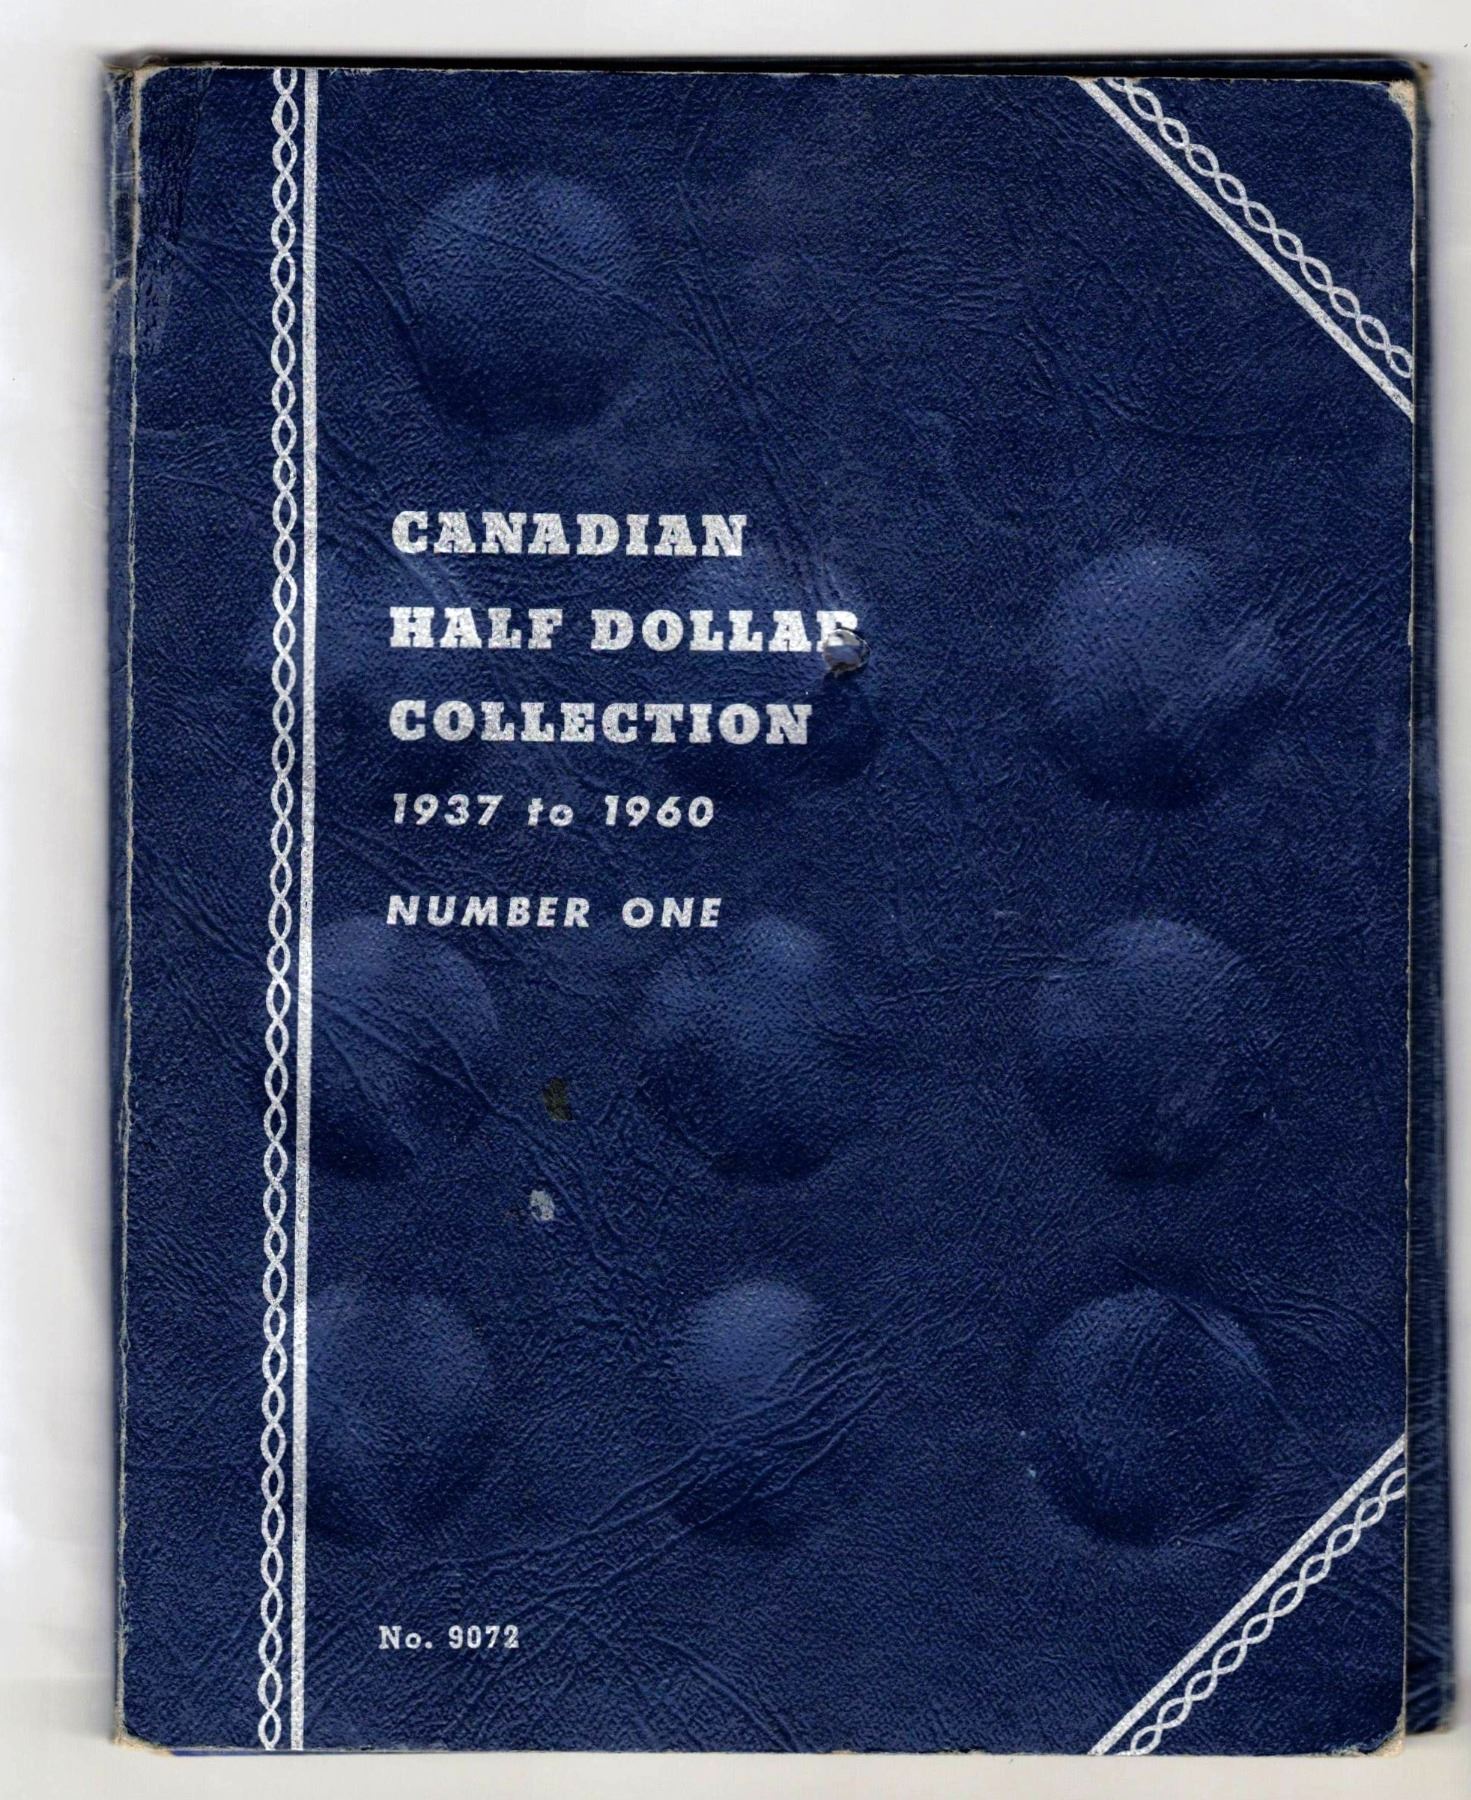 CANADIAN
HALF DOLLAR
COLLECTION
1937 to 1960
NUMBER ONE
No. 9072